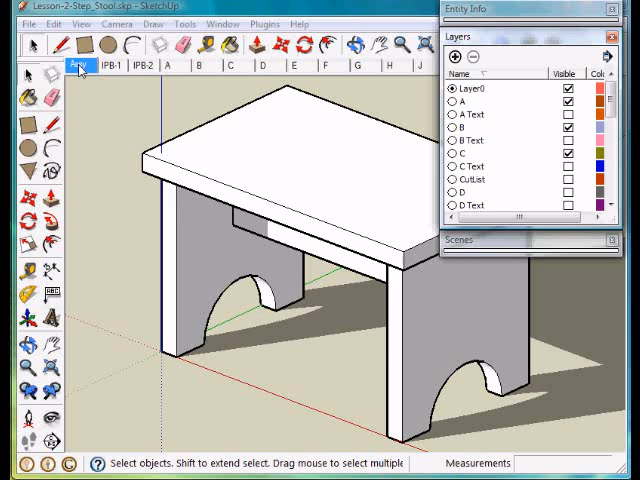 Lesson-2-Step_Stool.skp - SketchUp
Entity Info
File Edit View Camera Draw Tools Window Plugins Help
Layers
IPB-1 IPB-2 A B C D E F G H J
Name Visible Colo
Layer0
A
A Text
B
B Text
C
C Text
CutList
D
D Text
Scenes
ABC
Select objects. Shift to extend select. Drag mouse to select multiple
Measurements